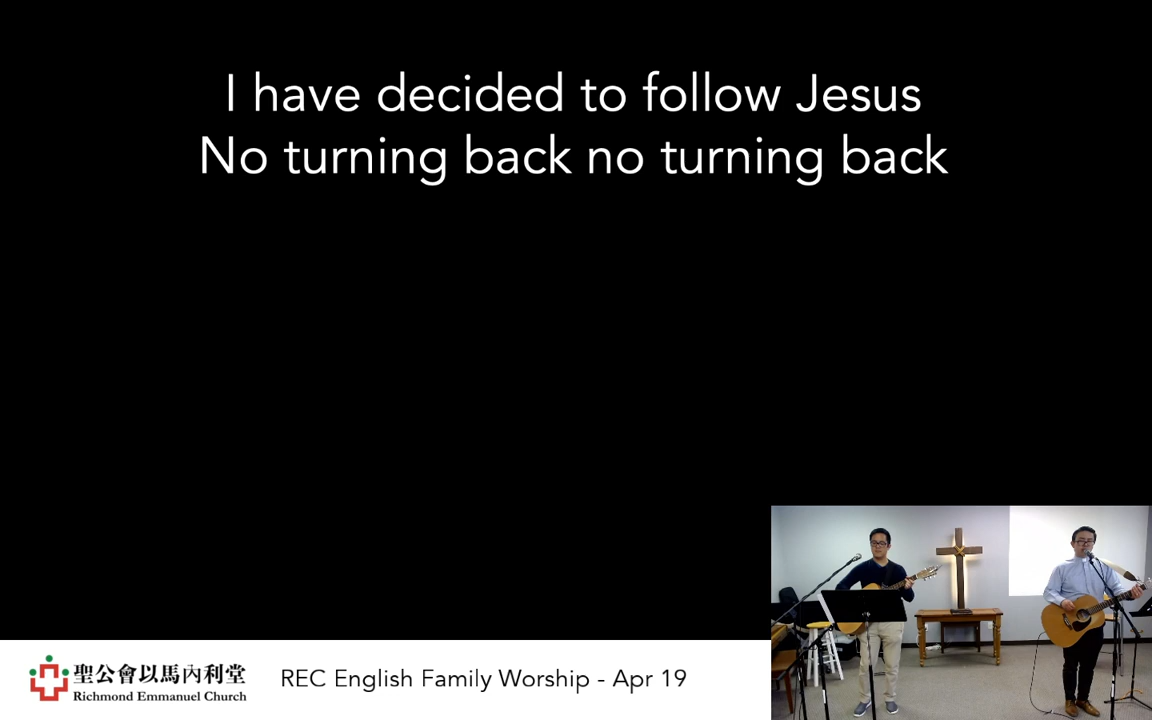 I have decided to follow Jesus
No turning back no turning back
聖公會以馬內利堂
Richmond Emmanuel Church
REC English Family Worship - Apr 19